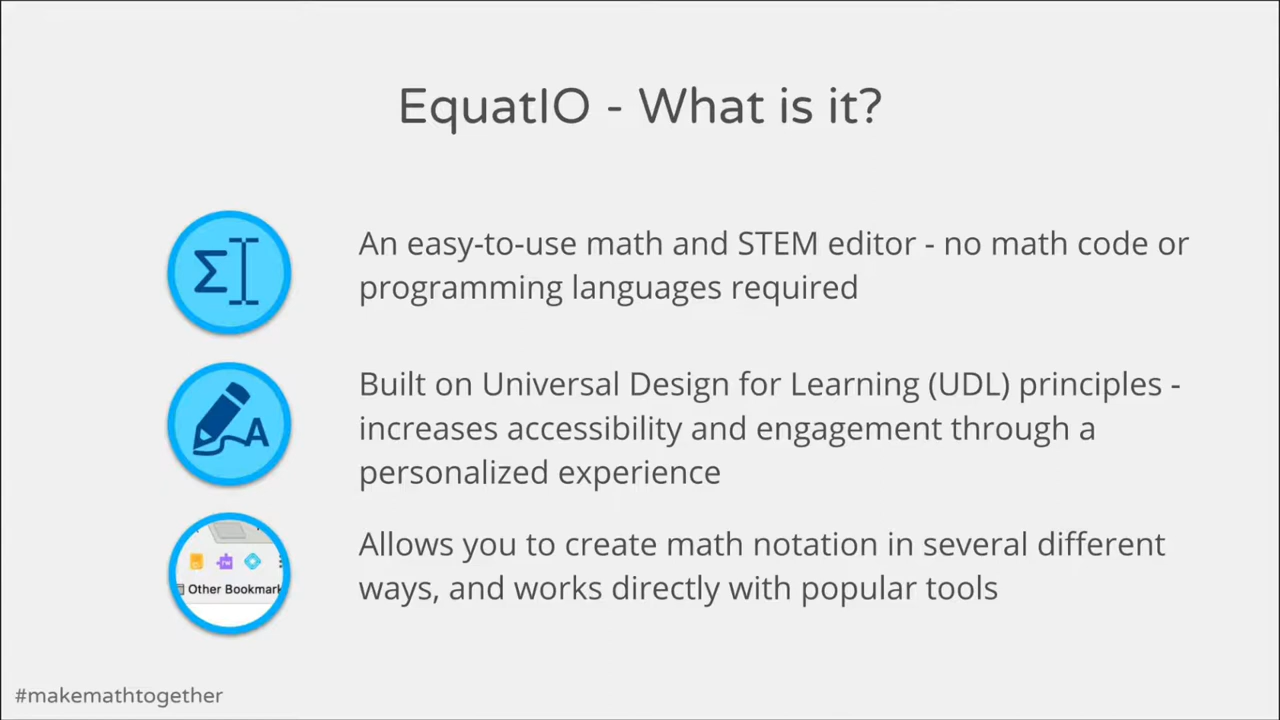 EquatIO - What is it?
Σ
An easy-to-use math and STEM editor - no math code or
programming languages required
A
Built on Universal Design for Learning (UDL) principles -
increases accessibility and engagement through a
personalized experience
Other Bookmark
Allows you to create math notation in several different
ways, and works directly with popular tools
#makemathtogether